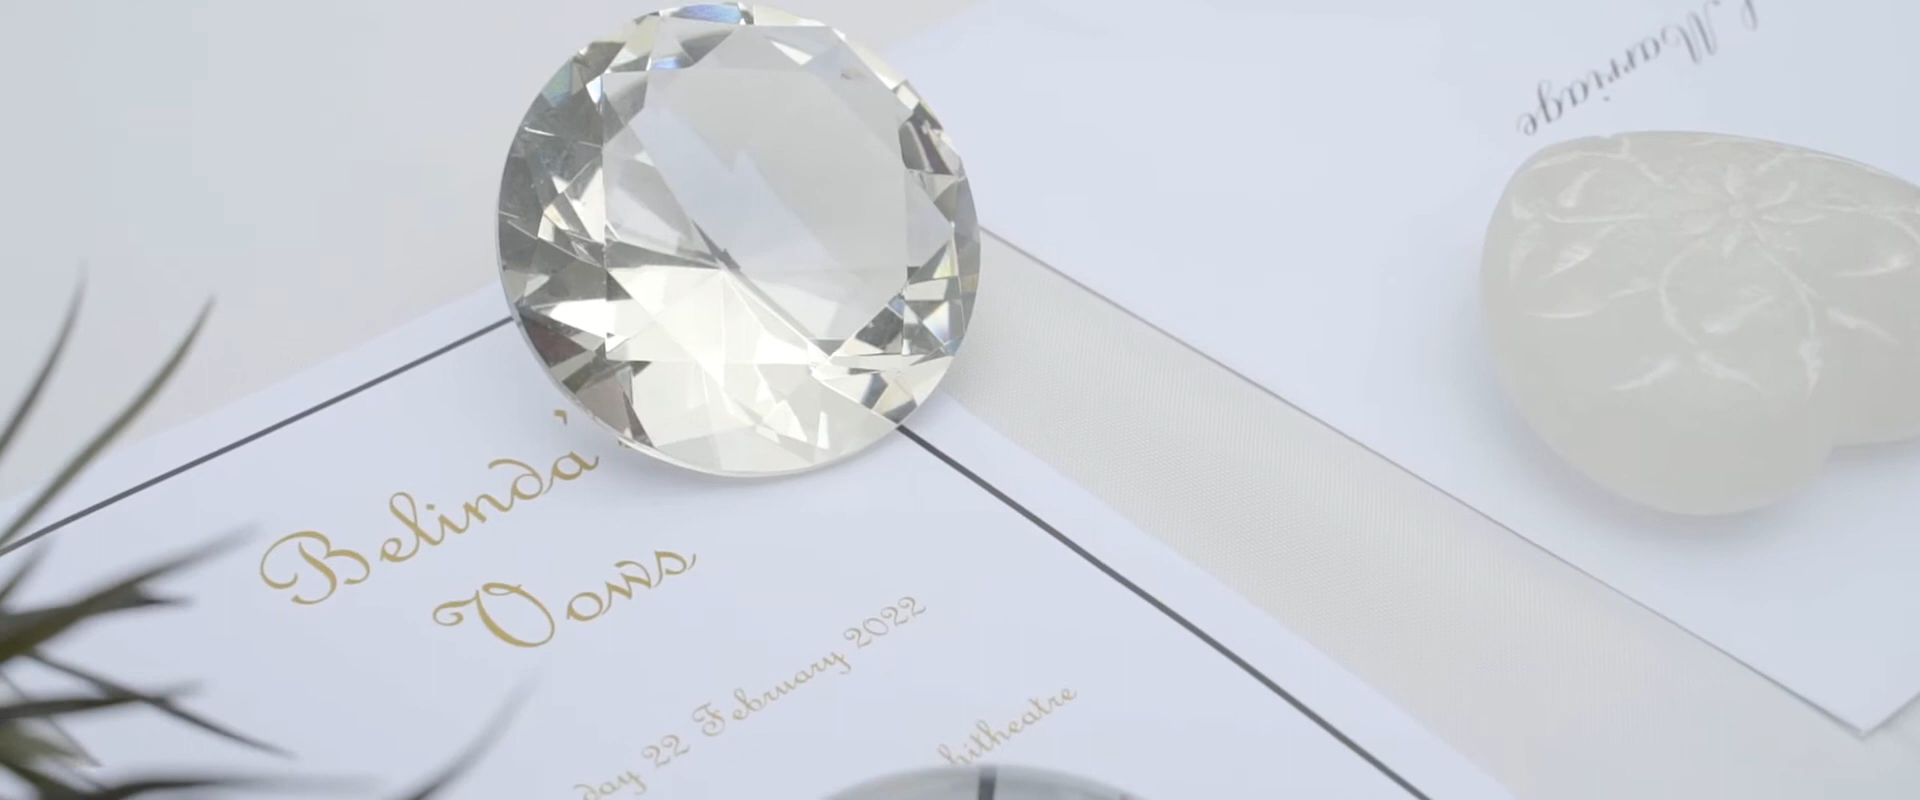 Belinda'
Vows
day 22 February 2022
hitheatre
Marriage